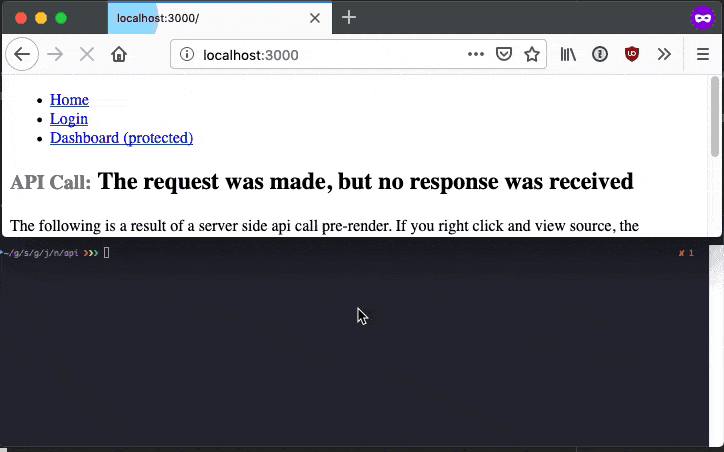 localhost:3000/
localhost:3000
Home
Login
Dashboard (protected)
API Call: The request was made, but no response was received
The following is a result of a server side api call pre-render. If you right click and view source, the
~/g/s/g/j/n/api ❯❯❯
✘ 1